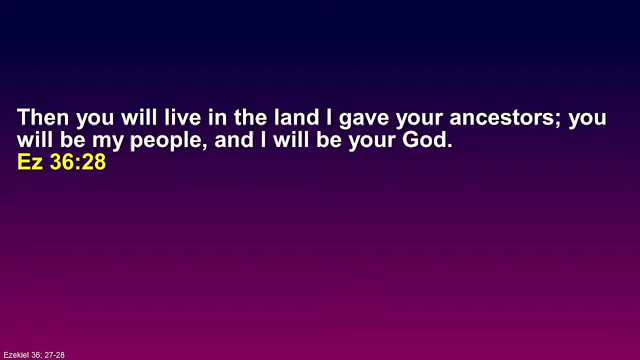 Then you will live in the land I gave your ancestors; you
will be my people, and I will be your God.
Ez 36:28
Ezekiel 36: 27-28